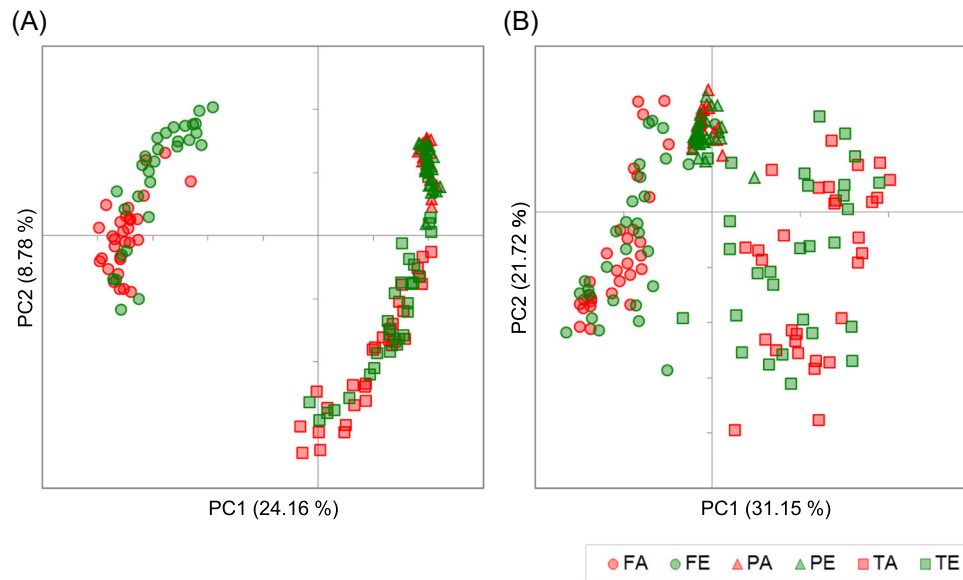 (A)
(B)
PC2 (8.78 %)
PC1 (24.16 %)
PC2 (21.72 %)
PC1 (31.15 %)
FA FE PA PE TA TE